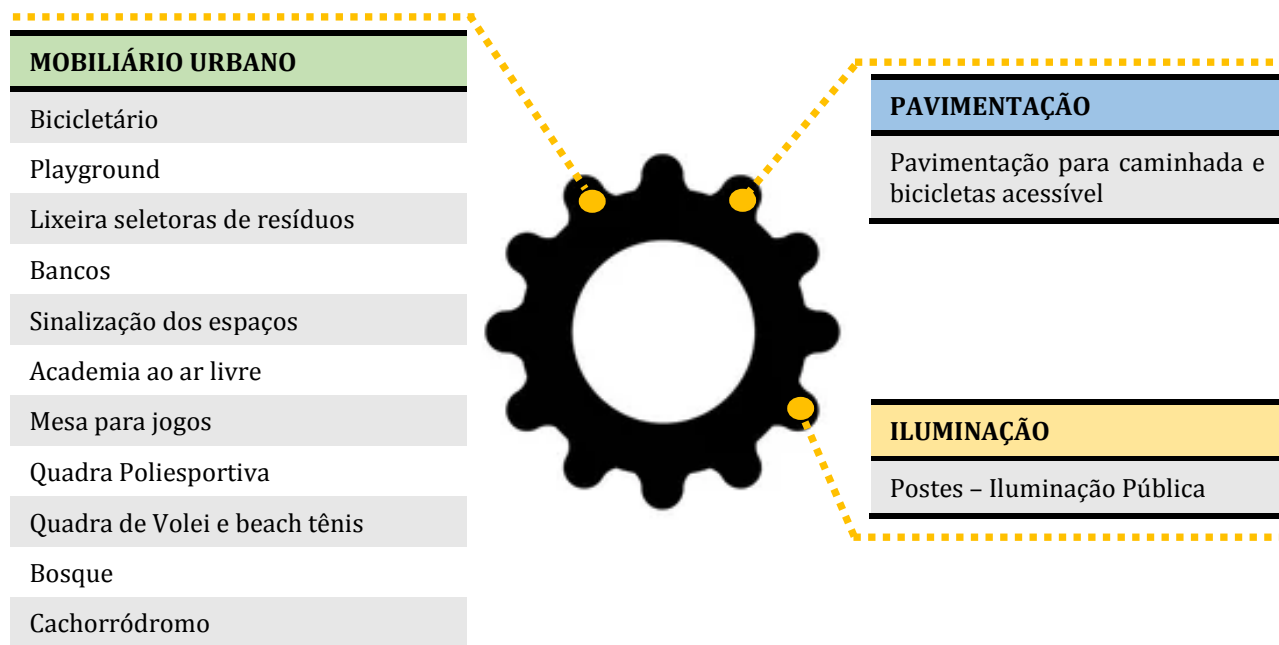 MOBILIÁRIO URBANO
Bicicletário
Playground
Lixeira seletoras de resíduos
Bancos
Sinalização dos espaços
Academia ao ar livre
Mesa para jogos
Quadra Poliesportiva
Quadra de Volei e beach tênis
Bosque
Cachorródromo
PAVIMENTAÇÃO
Pavimentação para caminhada e
bicicletas acessível
ILUMINAÇÃO
Postes – Iluminação Pública